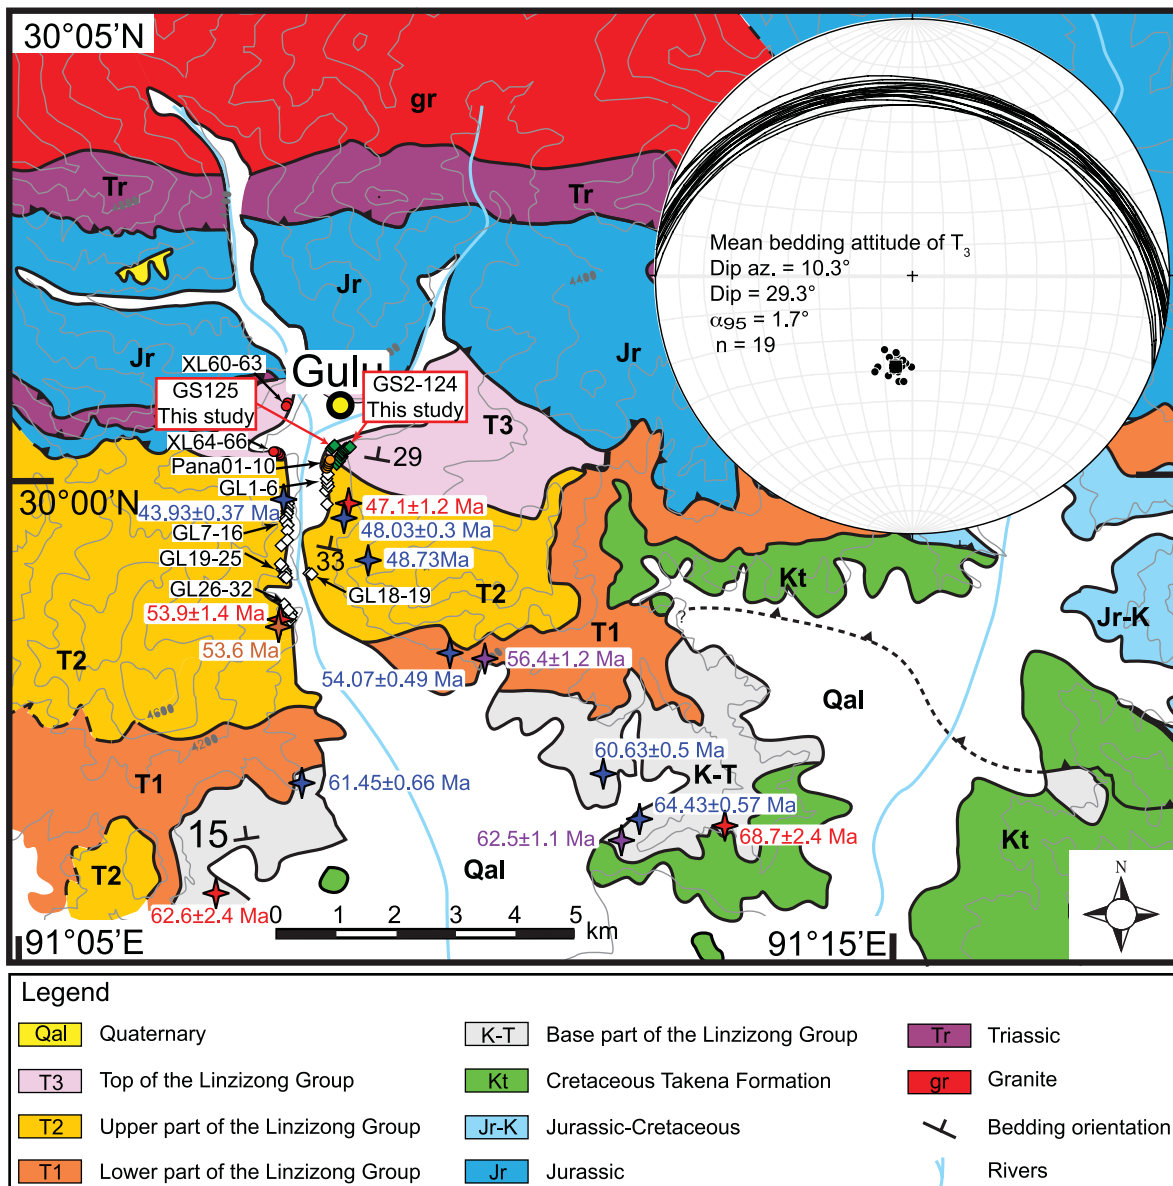 30°05'N
gr
Tr
Tr
4400
Mean bedding attitude of T3
Dip az. = 10.3°
Dip = 29.3°
α95 = 1.7°
n = 19
Jr
Jr
Jr
XL60-63
Gulu
GS125
This study
GS2-124
This study
T3
XL64-66
29
Pana01-10
GL1-6
30°00'N
47.1±1.2 Ma
43.93±0.37 Ma
48.03±0.3 Ma
GL7-16
33
48.73Ma
GL19-25
Kt
GL26-32
GL18-19
T2
53.9±1.4 Ma
?
T1
Jr-K
53.6 Ma
T2
56.4±1.2 Ma
54.07±0.49 Ma
Qal
4600
4200
60.63±0.5 Ma
T1
61.45±0.66 Ma
K-T
64.43±0.57 Ma
15
62.5±1.1 Ma
68.7±2.4 Ma
Kt
T2
Qal
N
62.6±2.4 Ma
0 1 2 3 4 5
km
91°05'E
91°15'E
Legend
Qal Quaternary
T3 Top of the Linzizong Group
T2 Upper part of the Linzizong Group
T1 Lower part of the Linzizong Group
K-T Base part of the Linzizong Group
Kt Cretaceous Takena Formation
Jr-K Jurassic-Cretaceous
Jr Jurassic
Tr Triassic
gr Granite
Bedding orientation
Rivers